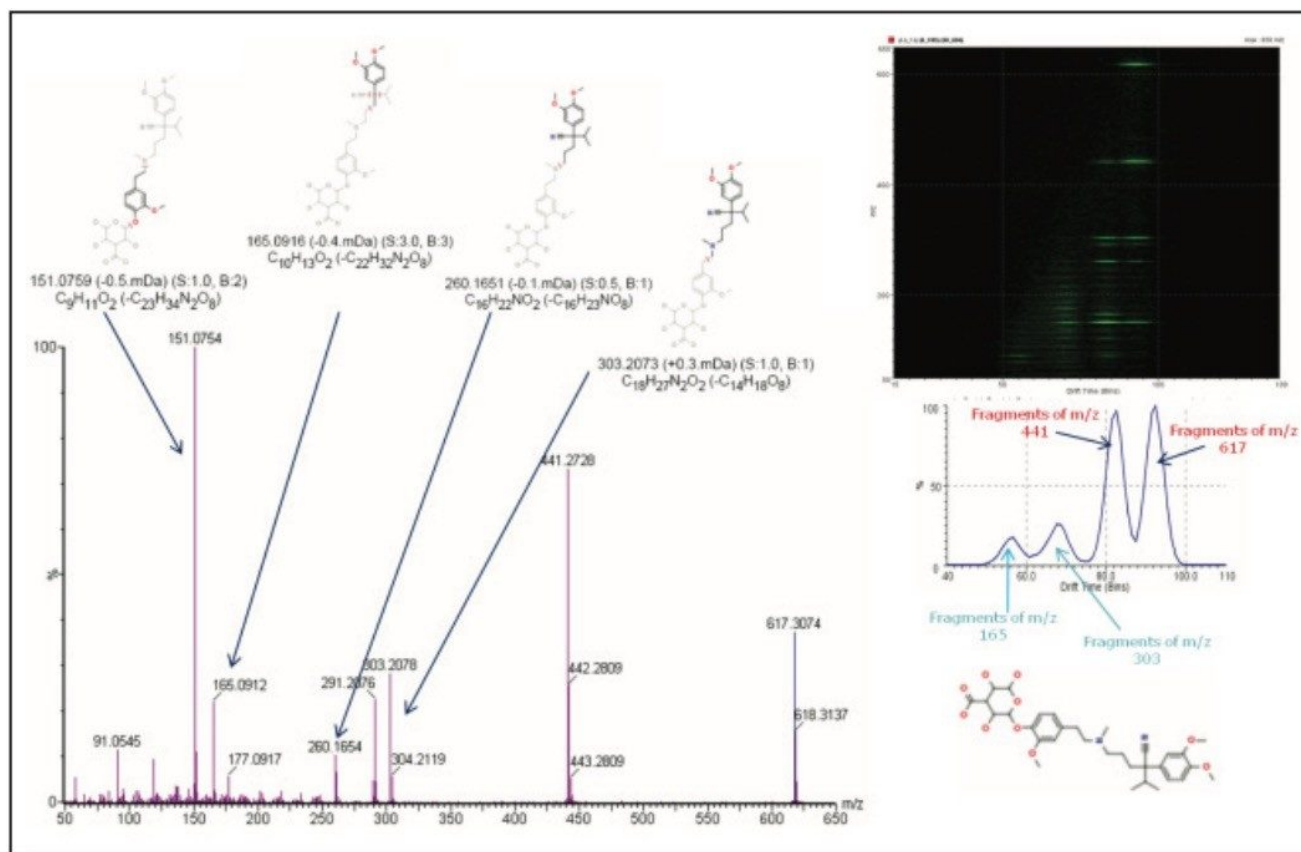 165.0916 (-0.4.mDa) (S:3.0, B:3)
C₁₀H₁₃O₂ (-C₂₂H₃₂N₂O₈)
151.0759 (-0.5.mDa) (S:1.0, B:2)
C₉H₁₁O₂ (-C₂₃H₃₄N₂O₈)
260.1651 (-0.1.mDa) (S:0.5, B:1)
C₁₆H₂₂NO₂ (-C₁₆H₂₃NO₈)
303.2073 (+0.3.mDa) (S:1.0, B:1)
C₁₈H₂₇N₂O₂ (-C₁₄H₁₈O₈)
100
151.0754
441.2728
617.3074
303.2078
291.2076
442.2809
165.0912
618.3137
91.0545
260.1654
304.2119
443.2809
177.0917
%
0
m/z
50 100 150 200 250 300 350 400 450 500 550 600 650
100
Drift Time (Bins)
100
Fragments of m/z
441
Fragments of m/z
617
%
50
0
40 60.0 80.0 100.0 110
Drift Time (Bins)
Fragments of m/z
165
Fragments of m/z
303